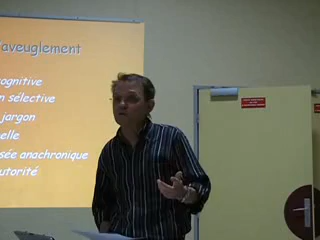 aveuglement
ognitive
n sélective
jargon
elle
sée anachronique
utorité